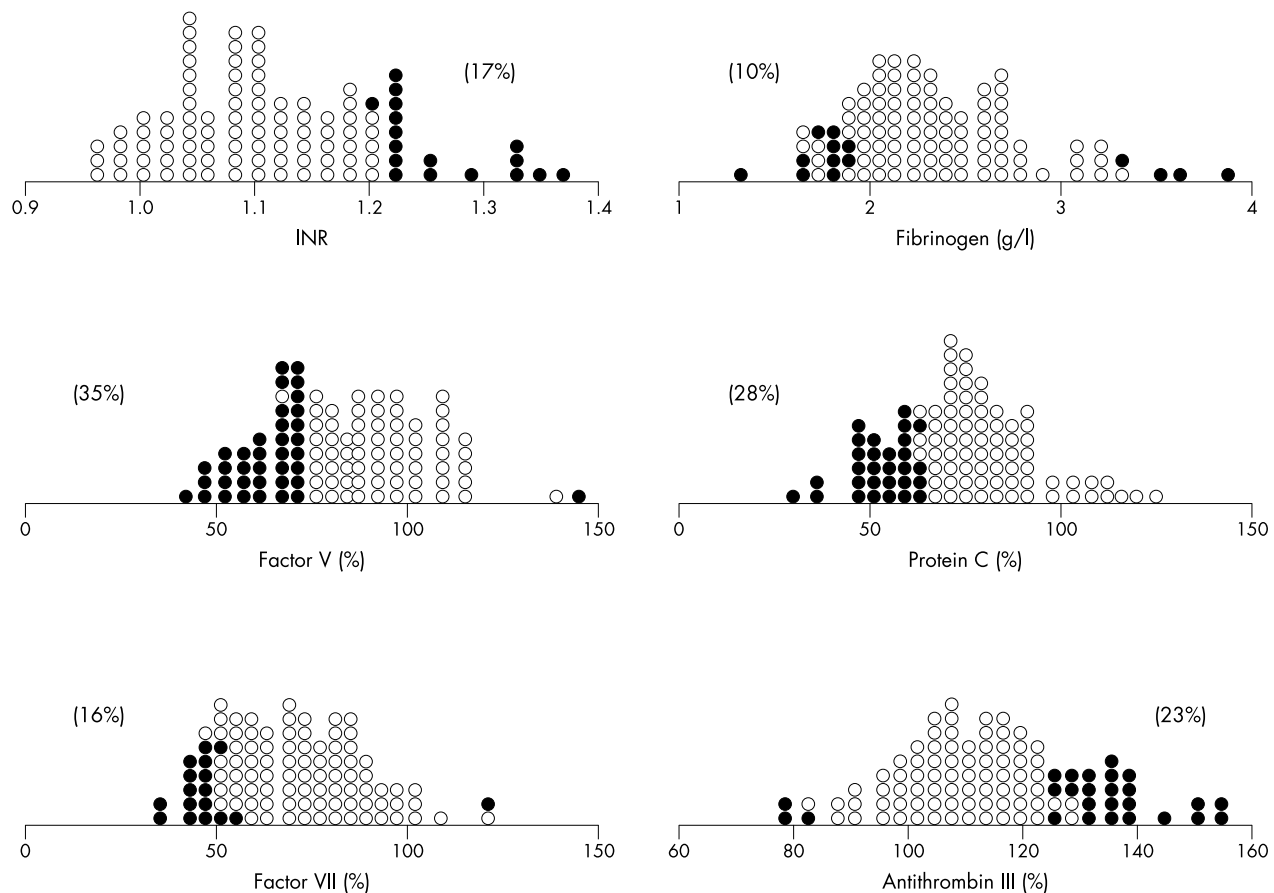 (17%)
0.9 1.0 1.1 1.2 1.3 1.4
INR
(10%)
1 2 3 4
Fibrinogen (g/l)
(35%)
0 50 100 150
Factor V (%)
(28%)
0 50 100 150
Protein C (%)
(16%)
0 50 100 150
Factor VII (%)
(23%)
60 80 100 120 140 160
Antithrombin III (%)